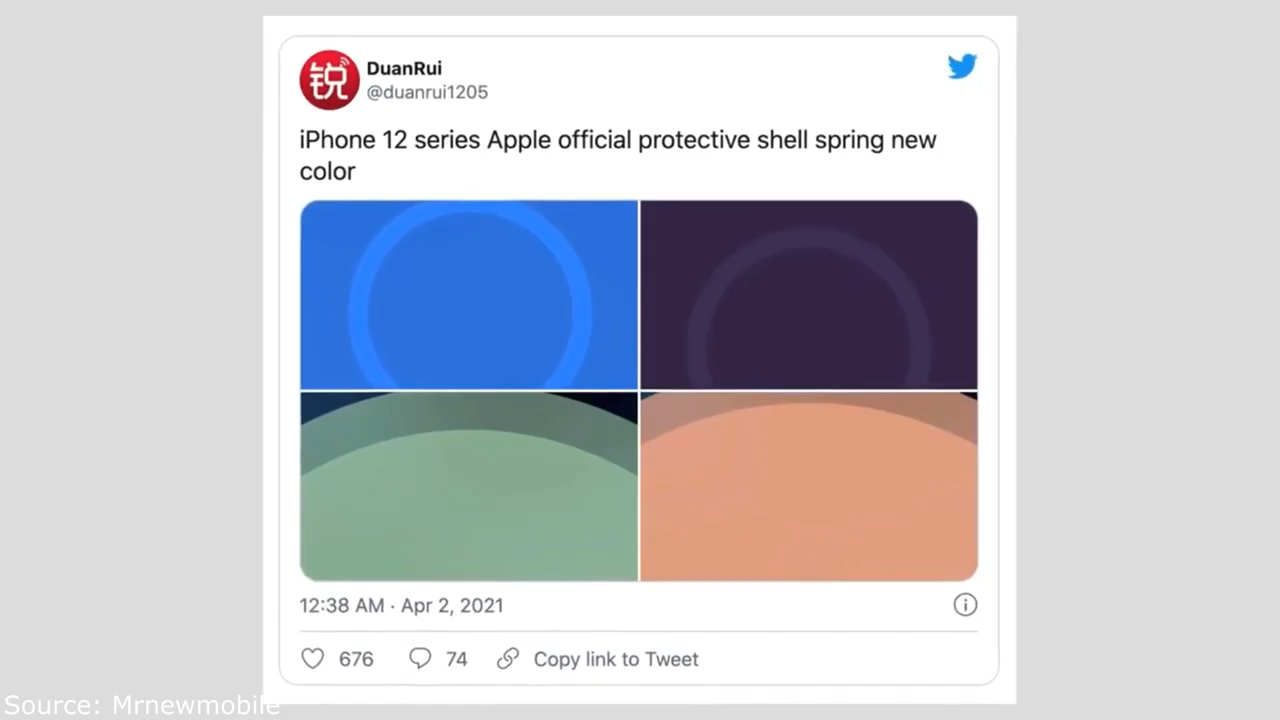 锐
DuanRui
@duanrui1205
iPhone 12 series Apple official protective shell spring new
color
12:38 AM · Apr 2, 2021
676
74
Copy link to Tweet
Source: Mrnewmobile